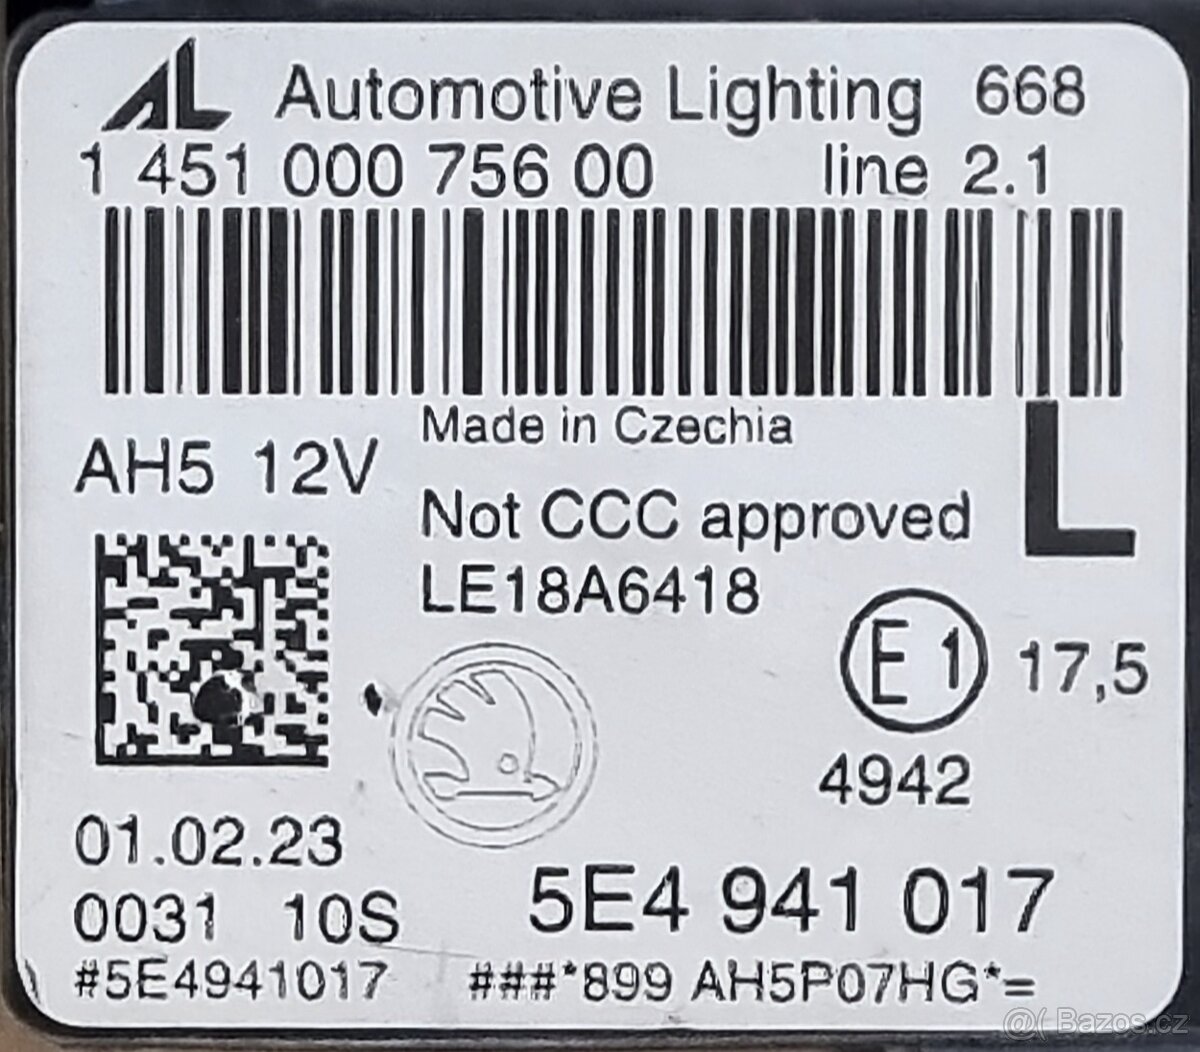 AL Automotive Lighting 668
1 451 000 756 00 line 2.1
Made in Czechia
AH5 12V
L
Not CCC approved
LE18A6418
E1 17,5
4942
01.02.23
0031 10S
5E4 941 017
#5E4941017 ###*899 AH5P07HG*=
@( Bazos.cz